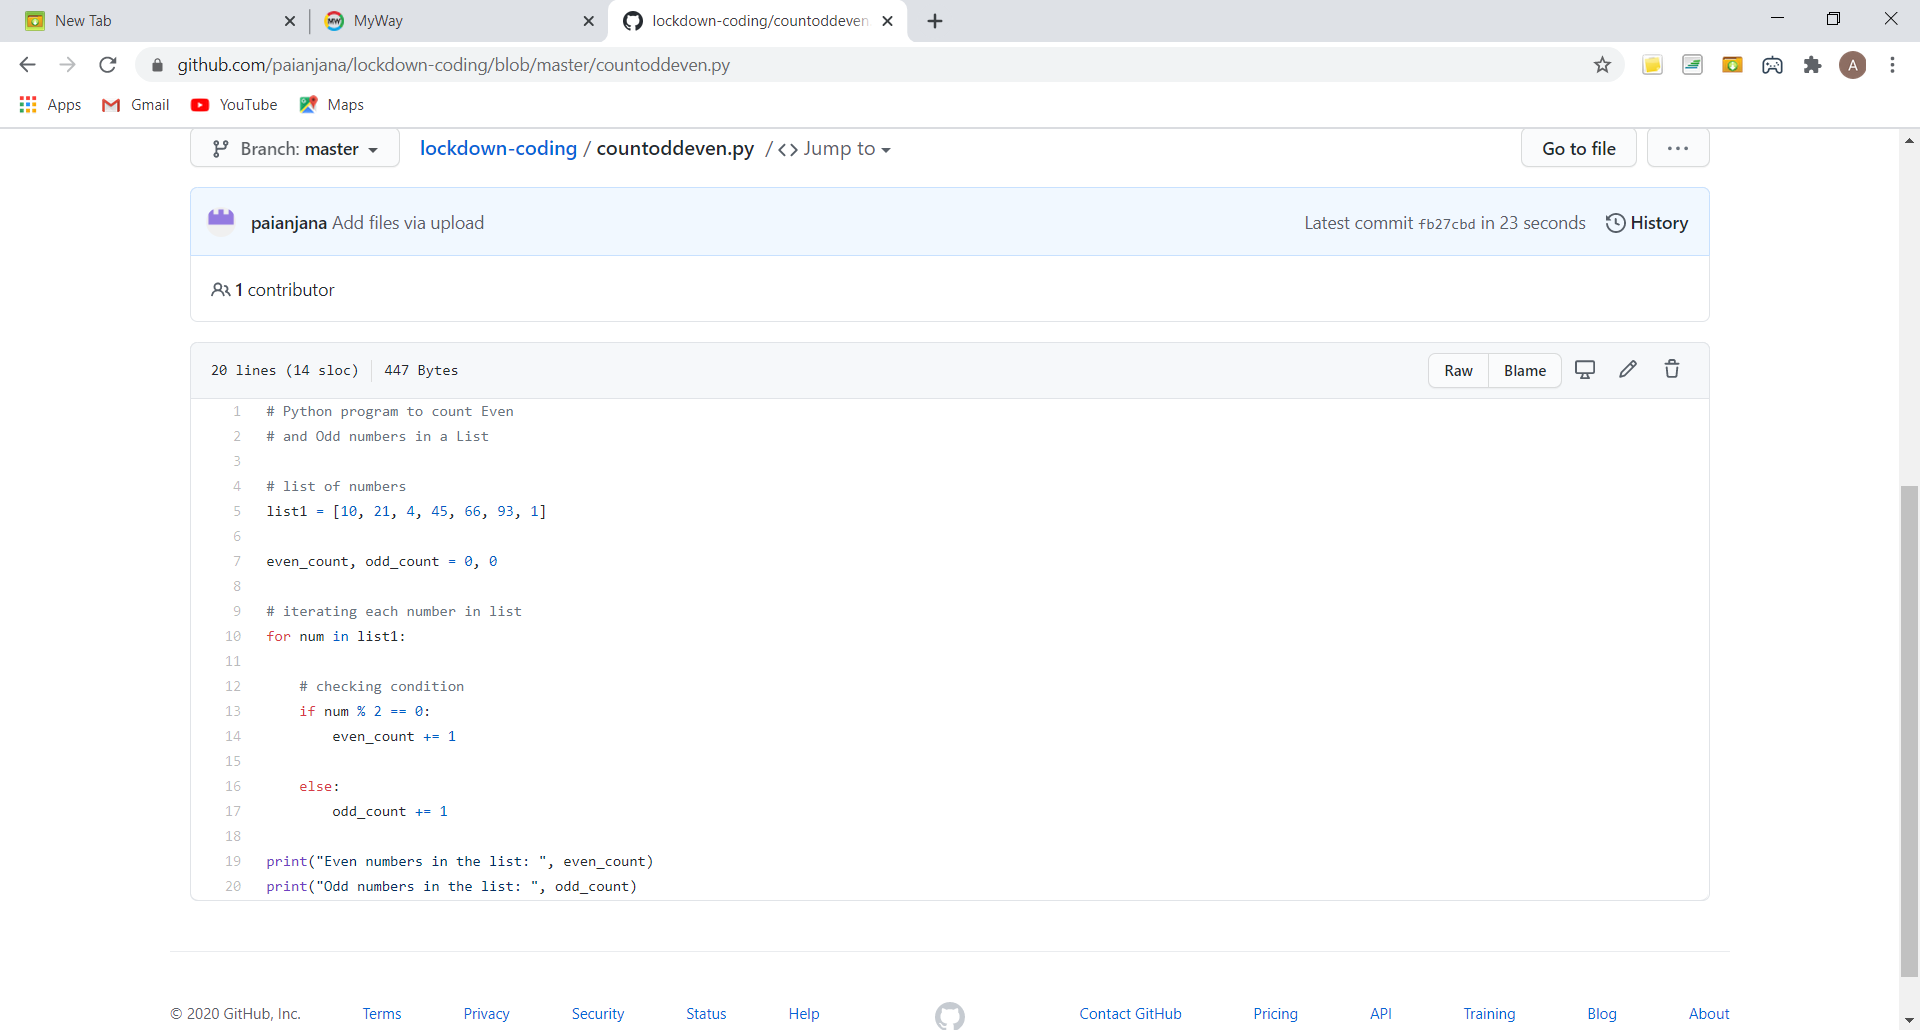 New Tab
MyWay
lockdown-coding/countoddeven
github.com/paianjana/lockdown-coding/blob/master/countoddeven.py
A
Apps Gmail YouTube Maps
Branch: master lockdown-coding / countoddeven.py / <> Jump to Go to file ...
paianjana Add files via upload Latest commit fb27cbd in 23 seconds History
1 contributor
20 lines (14 sloc) 447 Bytes Raw Blame
1 # Python program to count Even
2 # and Odd numbers in a List
3
4 # list of numbers
5 list1 = [10, 21, 4, 45, 66, 93, 1]
6
7 even_count, odd_count = 0, 0
8
9 # iterating each number in list
10 for num in list1:
11
12     # checking condition
13     if num % 2 == 0:
14         even_count += 1
15
16     else:
17         odd_count += 1
18
19 print("Even numbers in the list: ", even_count)
20 print("Odd numbers in the list: ", odd_count)
© 2020 GitHub, Inc. Terms Privacy Security Status Help Contact GitHub Pricing API Training Blog About